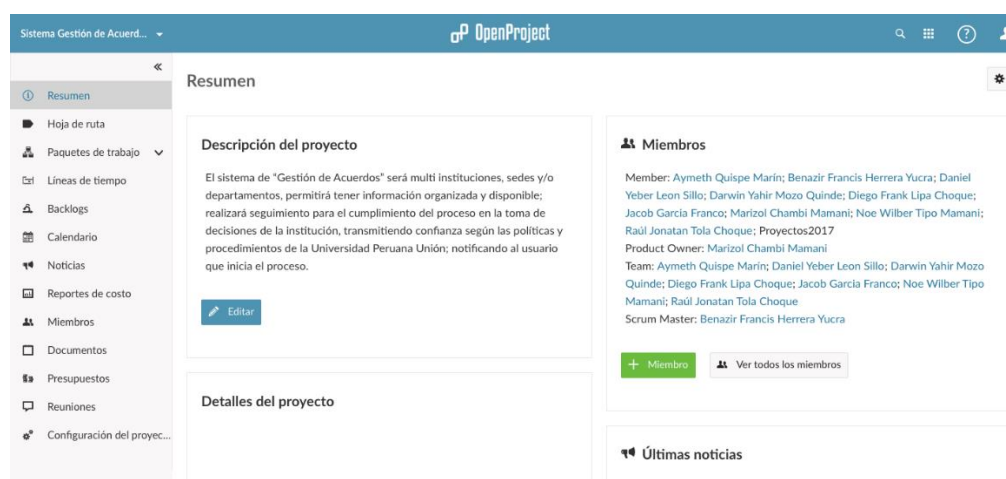 Sistema Gestión de Acuerd...
OpenProject
Resumen
Hoja de ruta
Paquetes de trabajo
Líneas de tiempo
Backlogs
Calendario
Noticias
Reportes de costo
Miembros
Documentos
Presupuestos
Reuniones
Configuración del proyec...
Resumen
Descripción del proyecto
El sistema de "Gestión de Acuerdos" será multi instituciones, sedes y/o
departamentos, permitirá tener información organizada y disponible;
realizará seguimiento para el cumplimiento del proceso en la toma de
decisiones de la institución, transmitiendo confianza según las políticas y
procedimientos de la Universidad Peruana Unión; notificando al usuario
que inicia el proceso.
Editar
Detalles del proyecto
Miembros
Member: Aymeth Quispe Marín; Benazir Francis Herrera Yucra; Daniel
Yeber Leon Sillo; Darwin Yahir Mozo Quinde; Diego Frank Lipa Choque;
Jacob Garcia Franco; Marizol Chambi Mamani; Noe Wilber Tipo Mamani;
Raúl Jonatan Tola Choque; Proyectos2017
Product Owner: Marizol Chambi Mamani
Team: Aymeth Quispe Marín; Daniel Yeber Leon Sillo; Darwin Yahir Mozo
Quinde; Diego Frank Lipa Choque; Jacob Garcia Franco; Noe Wilber Tipo
Mamani; Raúl Jonatan Tola Choque
Scrum Master: Benazir Francis Herrera Yucra
+ Miembro
Ver todos los miembros
Últimas noticias